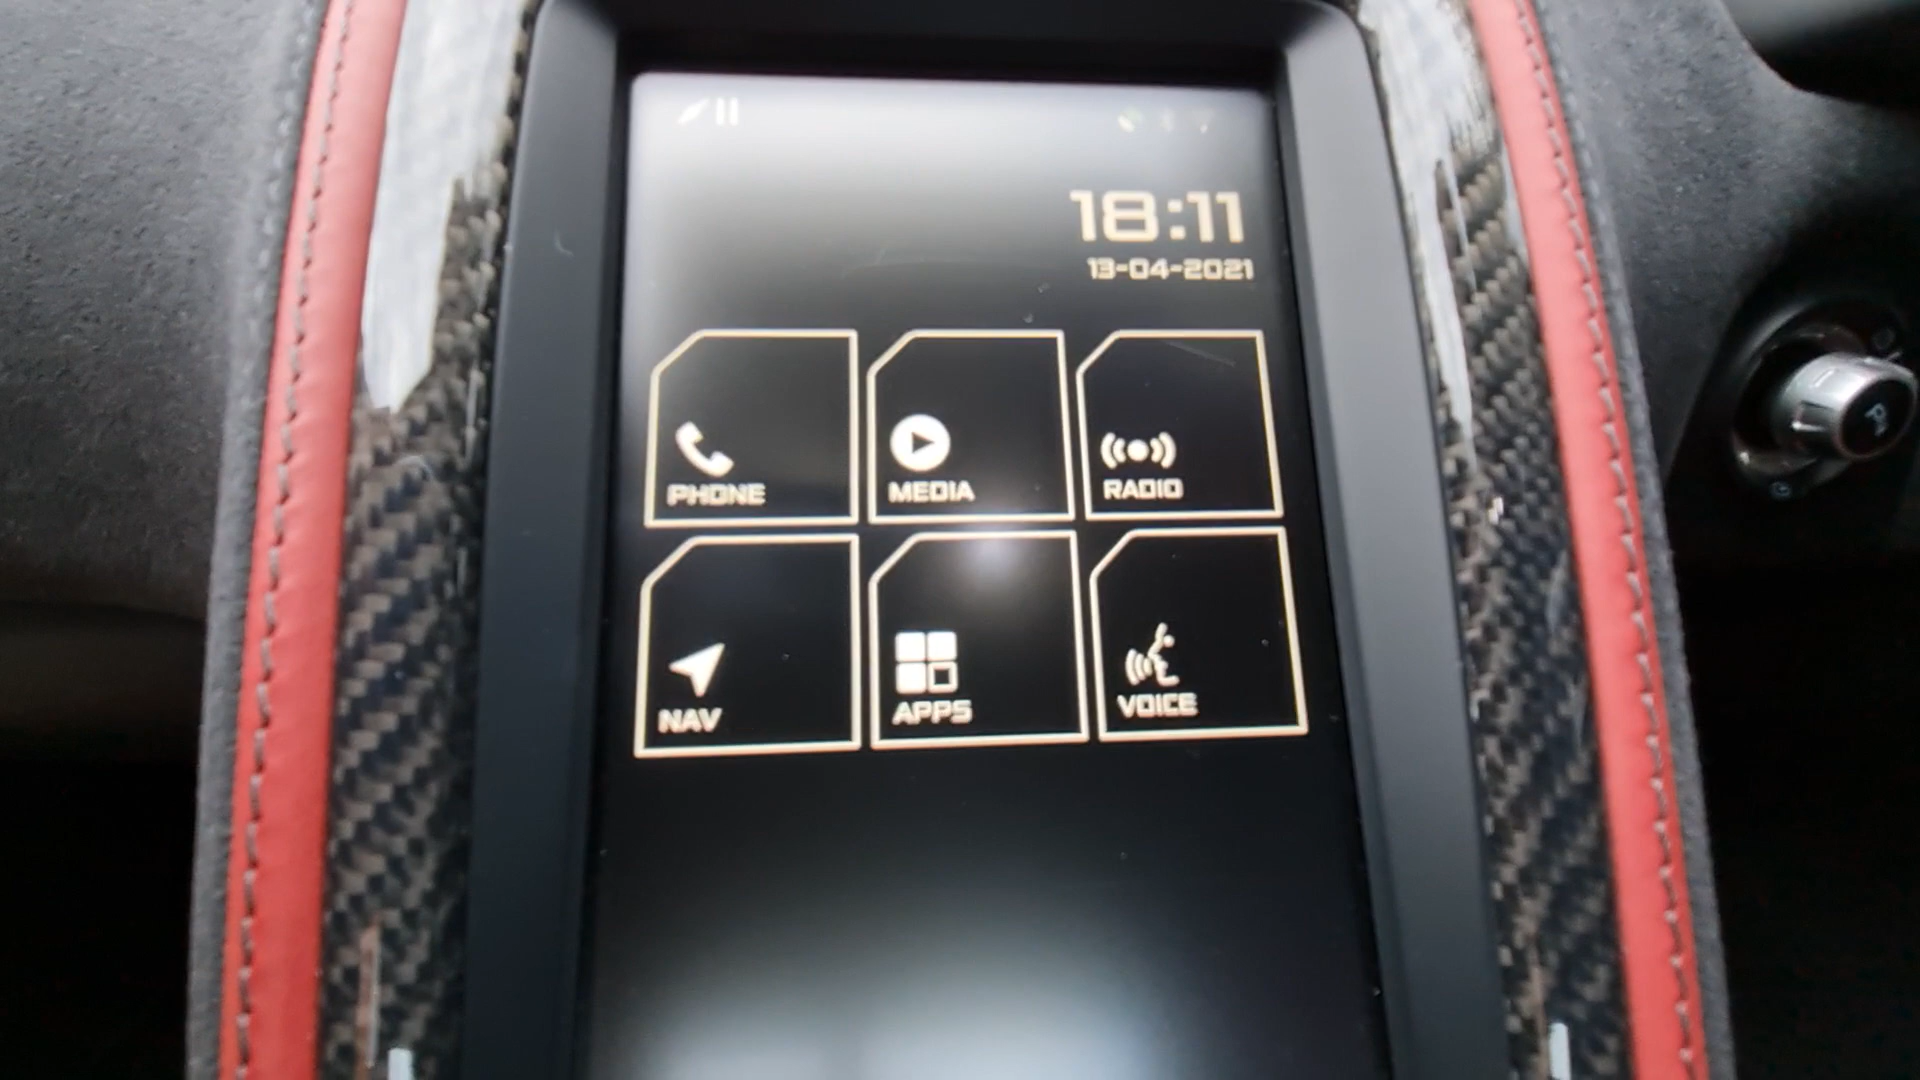 18:11
13-04-2021
PHONE
MEDIA
RADIO
NAV
APPS
VOICE